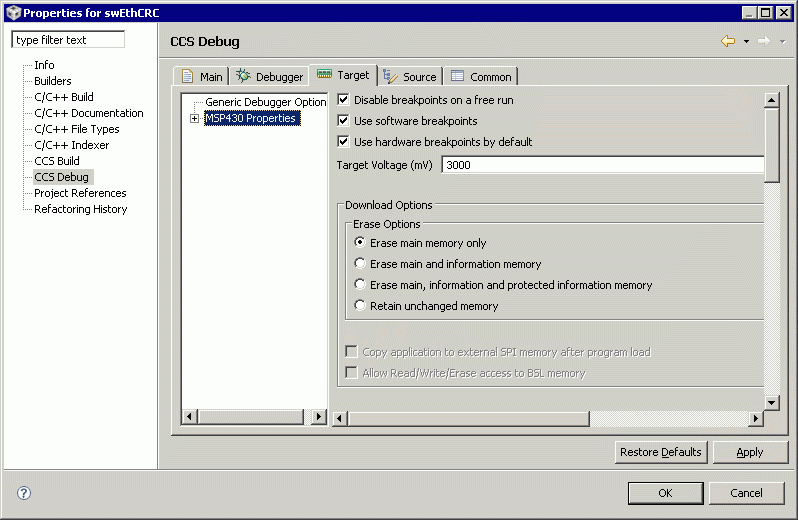 Properties for swEthCRC
type filter text
Info
Builders
C/C++ Build
C/C++ Documentation
C/C++ File Types
C/C++ Indexer
CCS Build
CCS Debug
Project References
Refactoring History
CCS Debug
Main
Debugger
Target
Source
Common
Generic Debugger Option
MSP430 Properties
Disable breakpoints on a free run
Use software breakpoints
Use hardware breakpoints by default
Target Voltage (mV) 3000
Download Options
Erase Options
Erase main memory only
Erase main and information memory
Erase main, information and protected information memory
Retain unchanged memory
Copy application to external SPI memory after program load
Allow Read/Write/Erase access to BSL memory
Restore Defaults
Apply
?
OK
Cancel